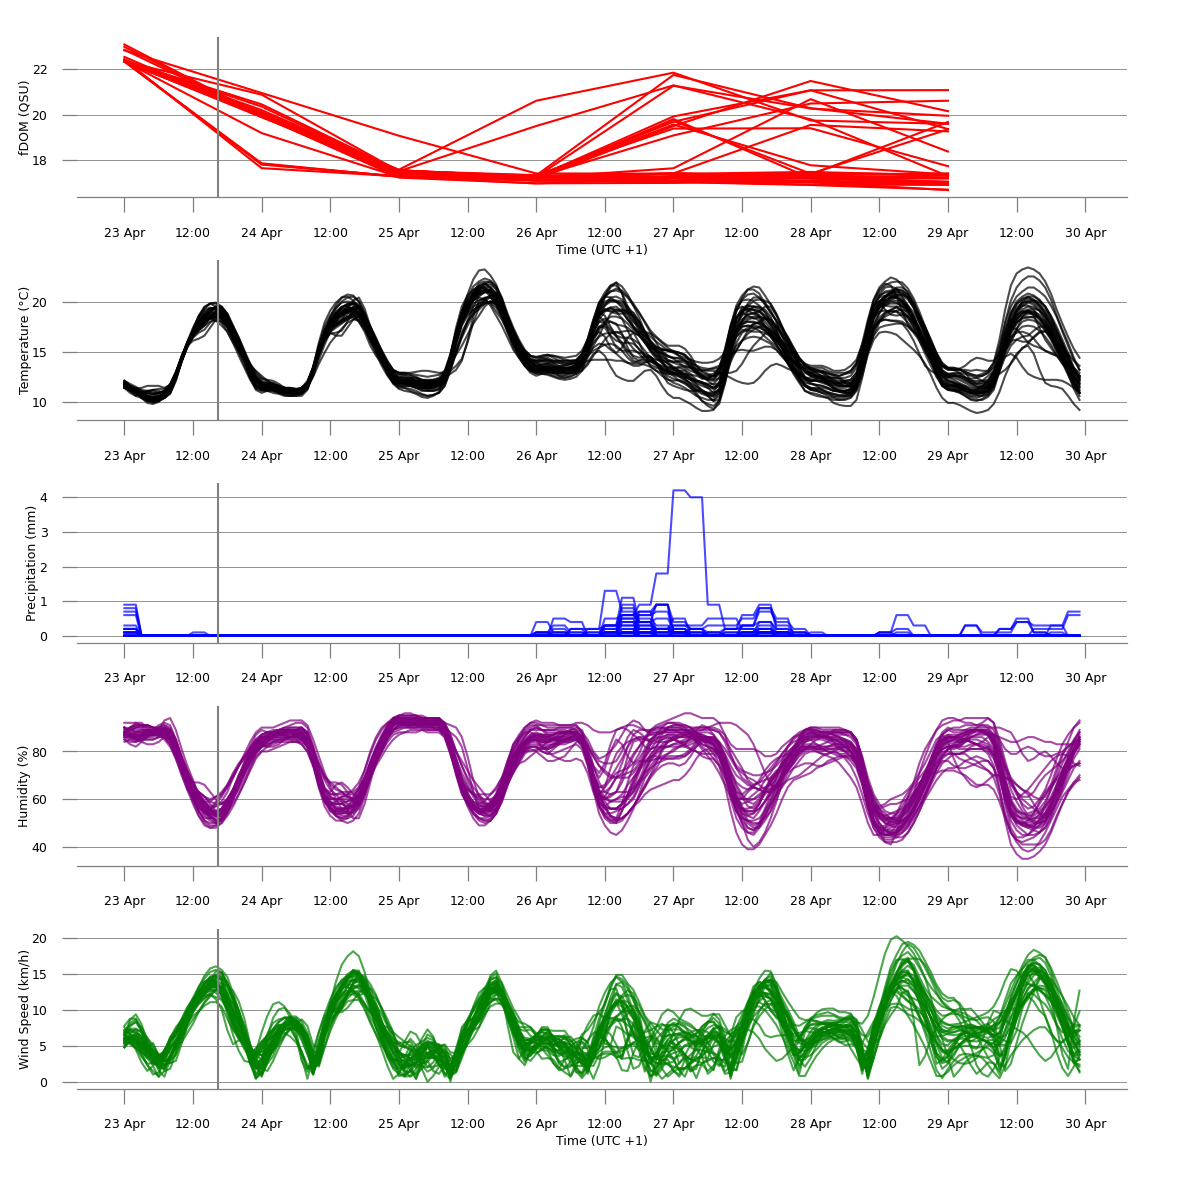 fDOM (QSU)
22
20
18
23 Apr 12:00 24 Apr 12:00 25 Apr 12:00 26 Apr 12:00 27 Apr 12:00 28 Apr 12:00 29 Apr 12:00 30 Apr
Time (UTC +1)
Temperature (°C)
20
15
10
23 Apr 12:00 24 Apr 12:00 25 Apr 12:00 26 Apr 12:00 27 Apr 12:00 28 Apr 12:00 29 Apr 12:00 30 Apr
Precipitation (mm)
4
3
2
1
0
23 Apr 12:00 24 Apr 12:00 25 Apr 12:00 26 Apr 12:00 27 Apr 12:00 28 Apr 12:00 29 Apr 12:00 30 Apr
Humidity (%)
80
60
40
23 Apr 12:00 24 Apr 12:00 25 Apr 12:00 26 Apr 12:00 27 Apr 12:00 28 Apr 12:00 29 Apr 12:00 30 Apr
Wind Speed (km/h)
20
15
10
5
0
23 Apr 12:00 24 Apr 12:00 25 Apr 12:00 26 Apr 12:00 27 Apr 12:00 28 Apr 12:00 29 Apr 12:00 30 Apr
Time (UTC +1)